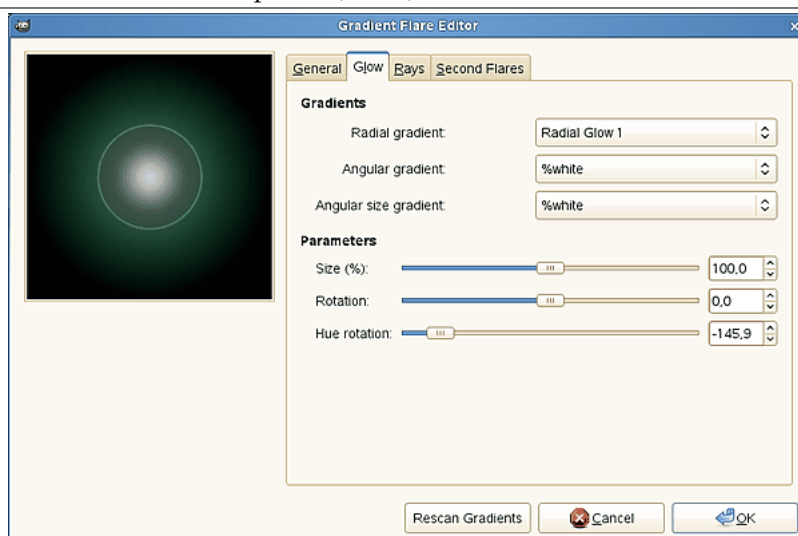 Gradient Flare Editor
General Glow Rays Second Flares
Gradients
Radial gradient: Radial Glow 1
Angular gradient: %white
Angular size gradient: %white
Parameters
Size (%): 100,0
Rotation: 0,0
Hue rotation: -145,9
Rescan Gradients Cancel OK